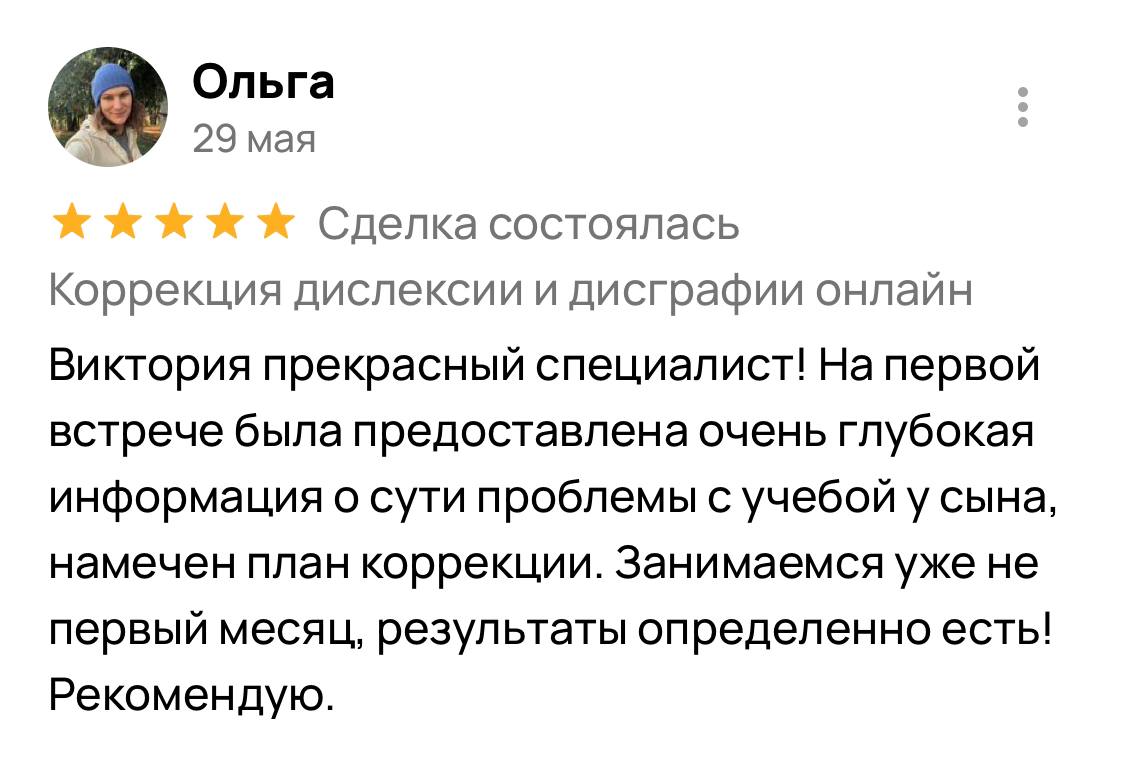 Ольга
29 мая
Сделка состоялась
Коррекция дислексии и дисграфии онлайн
Виктория прекрасный специалист! На первой
встрече была предоставлена очень глубокая
информация о сути проблемы с учебой у сына,
намечен план коррекции. Занимаемся уже не
первый месяц, результаты определенно есть!
Рекомендую.